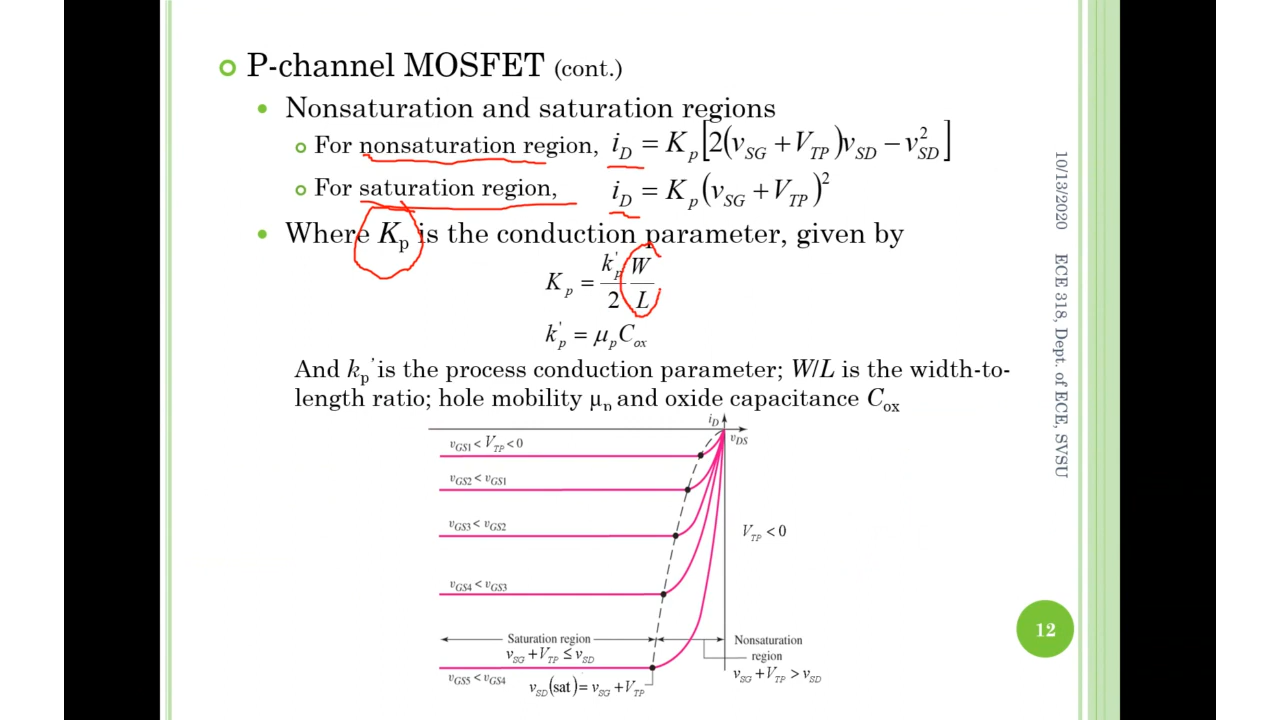 P-channel MOSFET (cont.)
Nonsaturation and saturation regions
For nonsaturation region, i_D = K_p[2(v_SG + V_TP)v_SD − v_SD^2]
For saturation region, i_D = K_p(v_SG + V_TP)^2
Where K_p is the conduction parameter, given by
K_p = k'_p/2 W/L
k'_p = μ_p C_ox
And k_p' is the process conduction parameter; W/L is the width-to-
length ratio; hole mobility μ_p and oxide capacitance C_ox
i_D
v_DS
v_GS1 < V_TP < 0
v_GS2 < v_GS1
v_GS3 < v_GS2
V_TP < 0
v_GS4 < v_GS3
Saturation region
v_SG + V_TP ≤ v_SD
Nonsaturation
region
v_SG + V_TP > v_SD
v_GS5 < v_GS4
v_SD(sat) = v_SG + V_TP
10/13/2020 ECE 318, Dept. of ECE, SVSU
12